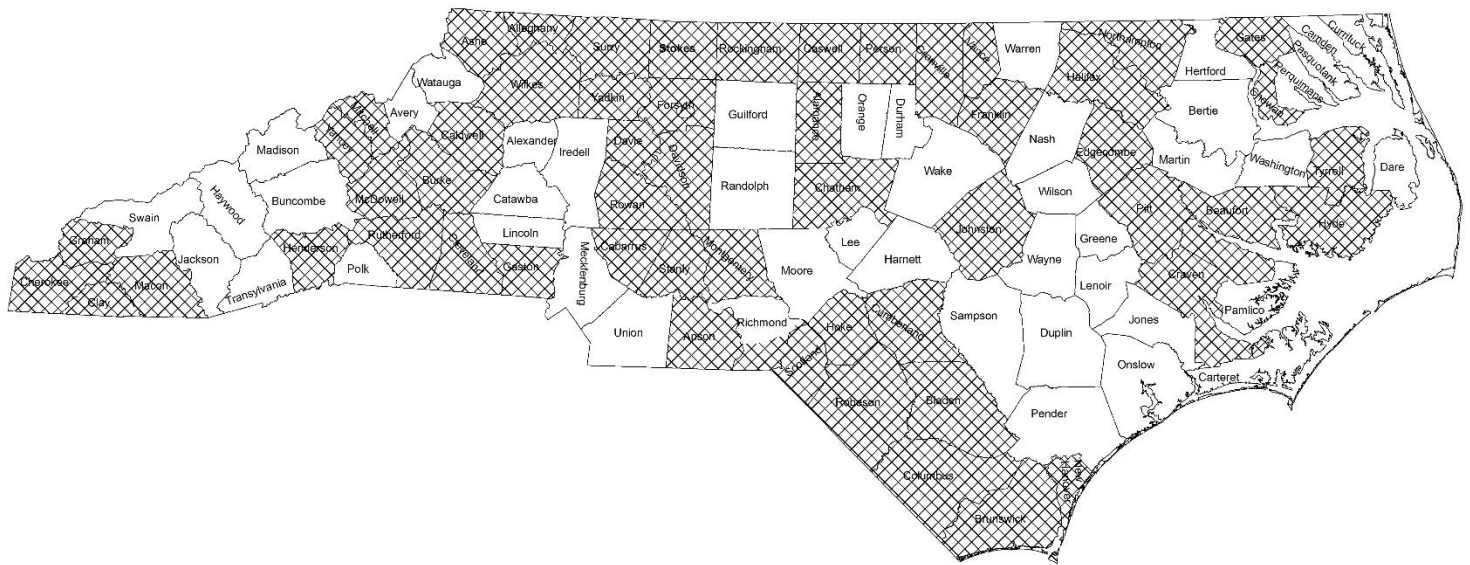 Ashe
Alleghany
Surry
Stokes
Rockingham
Caswell
Person
Granville
Vance
Warren
Northampton
Gates
Camden
Currituck
Pasquotank
Perquimans
Chowan
Hertford
Halifax
Watauga
Wilkes
Yadkin
Forsyth
Guilford
Alamance
Orange
Durham
Franklin
Nash
Bertie
Avery
Mitchell
Yancey
Caldwell
Alexander
Iredell
Davie
Davidson
Randolph
Chatham
Wake
Edgecombe
Martin
Washington
Tyrrell
Dare
Madison
Haywood
Buncombe
McDowell
Burke
Catawba
Rowan
Wilson
Pitt
Beaufort
Hyde
Swain
Graham
Jackson
Henderson
Rutherford
Cleveland
Lincoln
Gaston
Mecklenburg
Cabarrus
Stanly
Montgomery
Moore
Lee
Harnett
Johnston
Wayne
Greene
Lenoir
Craven
Pamlico
Cherokee
Clay
Macon
Transylvania
Polk
Union
Anson
Richmond
Scotland
Hoke
Cumberland
Sampson
Duplin
Jones
Onslow
Carteret
Robeson
Bladen
Pender
Columbus
Brunswick
New
Hanover